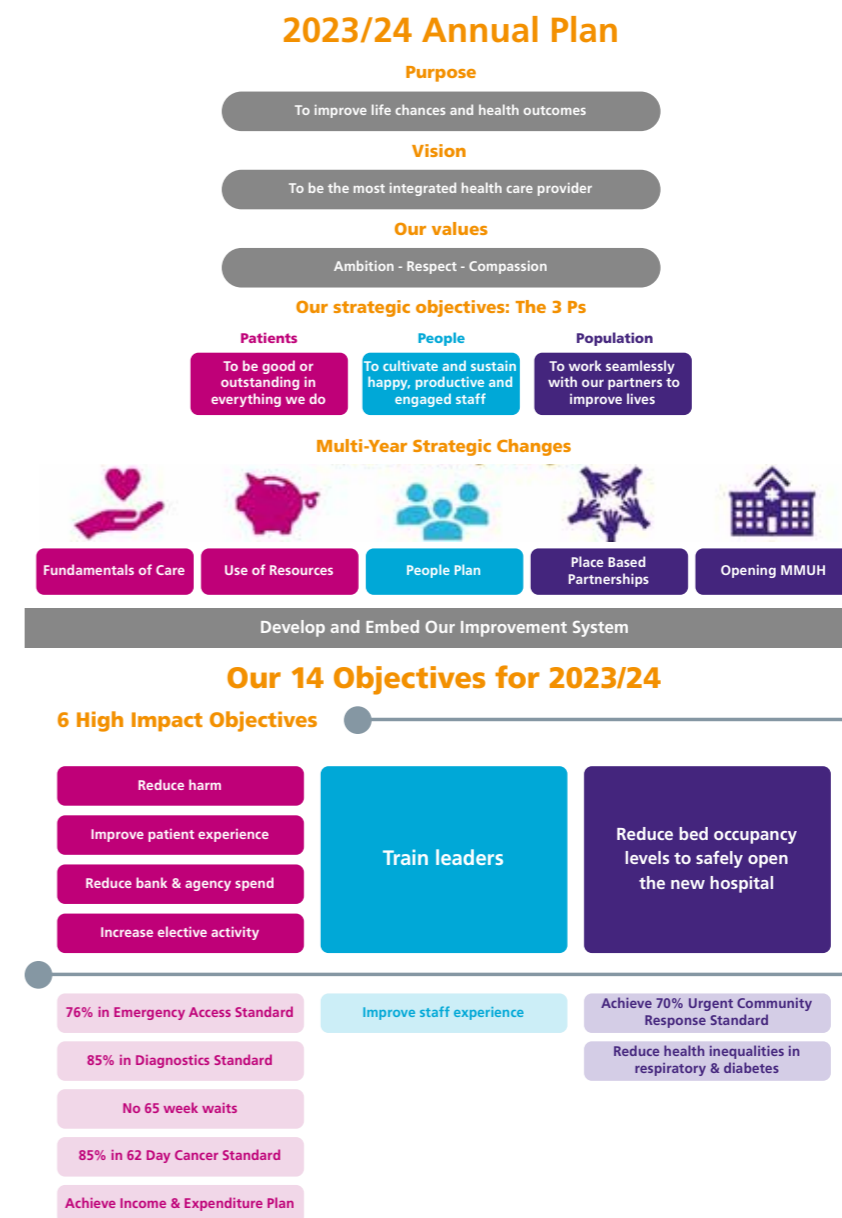 2023/24 Annual Plan
Purpose
To improve life chances and health outcomes
Vision
To be the most integrated health care provider
Our values
Ambition - Respect - Compassion
Our strategic objectives: The 3 Ps
Patients
To be good or
outstanding in
everything we do
People
To cultivate and sustain
happy, productive and
engaged staff
Population
To work seamlessly
with our partners to
improve lives
Multi-Year Strategic Changes
Fundamentals of Care
Use of Resources
People Plan
Place Based
Partnerships
Opening MMUH
Develop and Embed Our Improvement System
Our 14 Objectives for 2023/24
6 High Impact Objectives
Reduce harm
Improve patient experience
Reduce bank & agency spend
Increase elective activity
Train leaders
Reduce bed occupancy
levels to safely open
the new hospital
76% in Emergency Access Standard
85% in Diagnostics Standard
No 65 week waits
85% in 62 Day Cancer Standard
Achieve Income & Expenditure Plan
Improve staff experience
Achieve 70% Urgent Community
Response Standard
Reduce health inequalities in
respiratory & diabetes